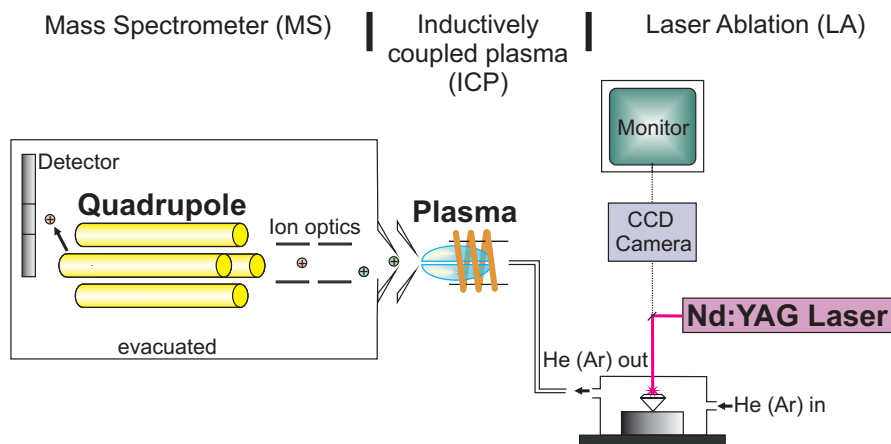 Mass Spectrometer (MS)
Inductively
coupled plasma
(ICP)
Laser Ablation (LA)
Monitor
Detector
Quadrupole
Ion optics
Plasma
CCD
Camera
Nd:YAG Laser
evacuated
He (Ar) out
He (Ar) in